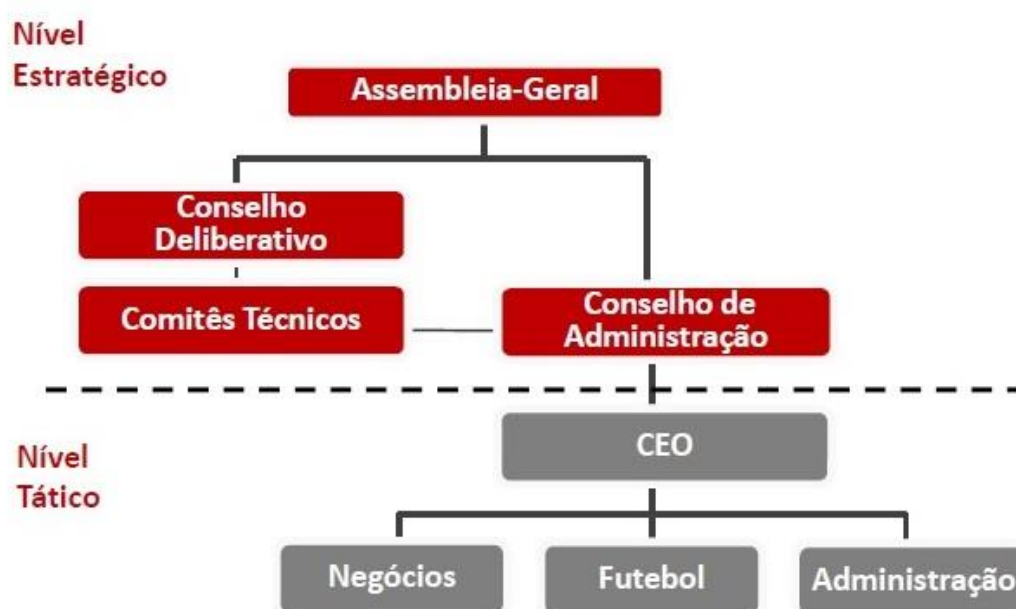 Nível
Estratégico
Assembleia-Geral
Conselho
Deliberativo
Comitês Técnicos
Conselho de
Administração
Nível
Tático
CEO
Negócios
Futebol
Administração